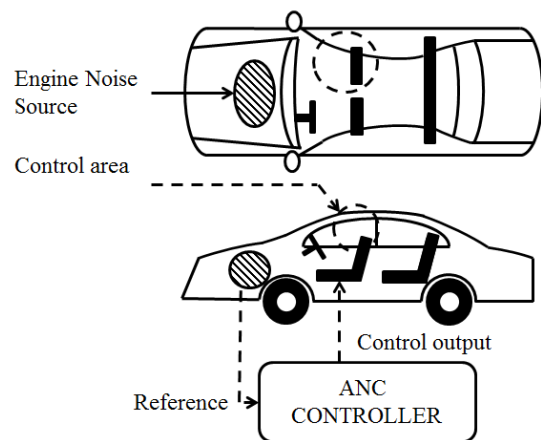 Engine Noise
Source
Control area
Control output
Reference
ANC
CONTROLLER